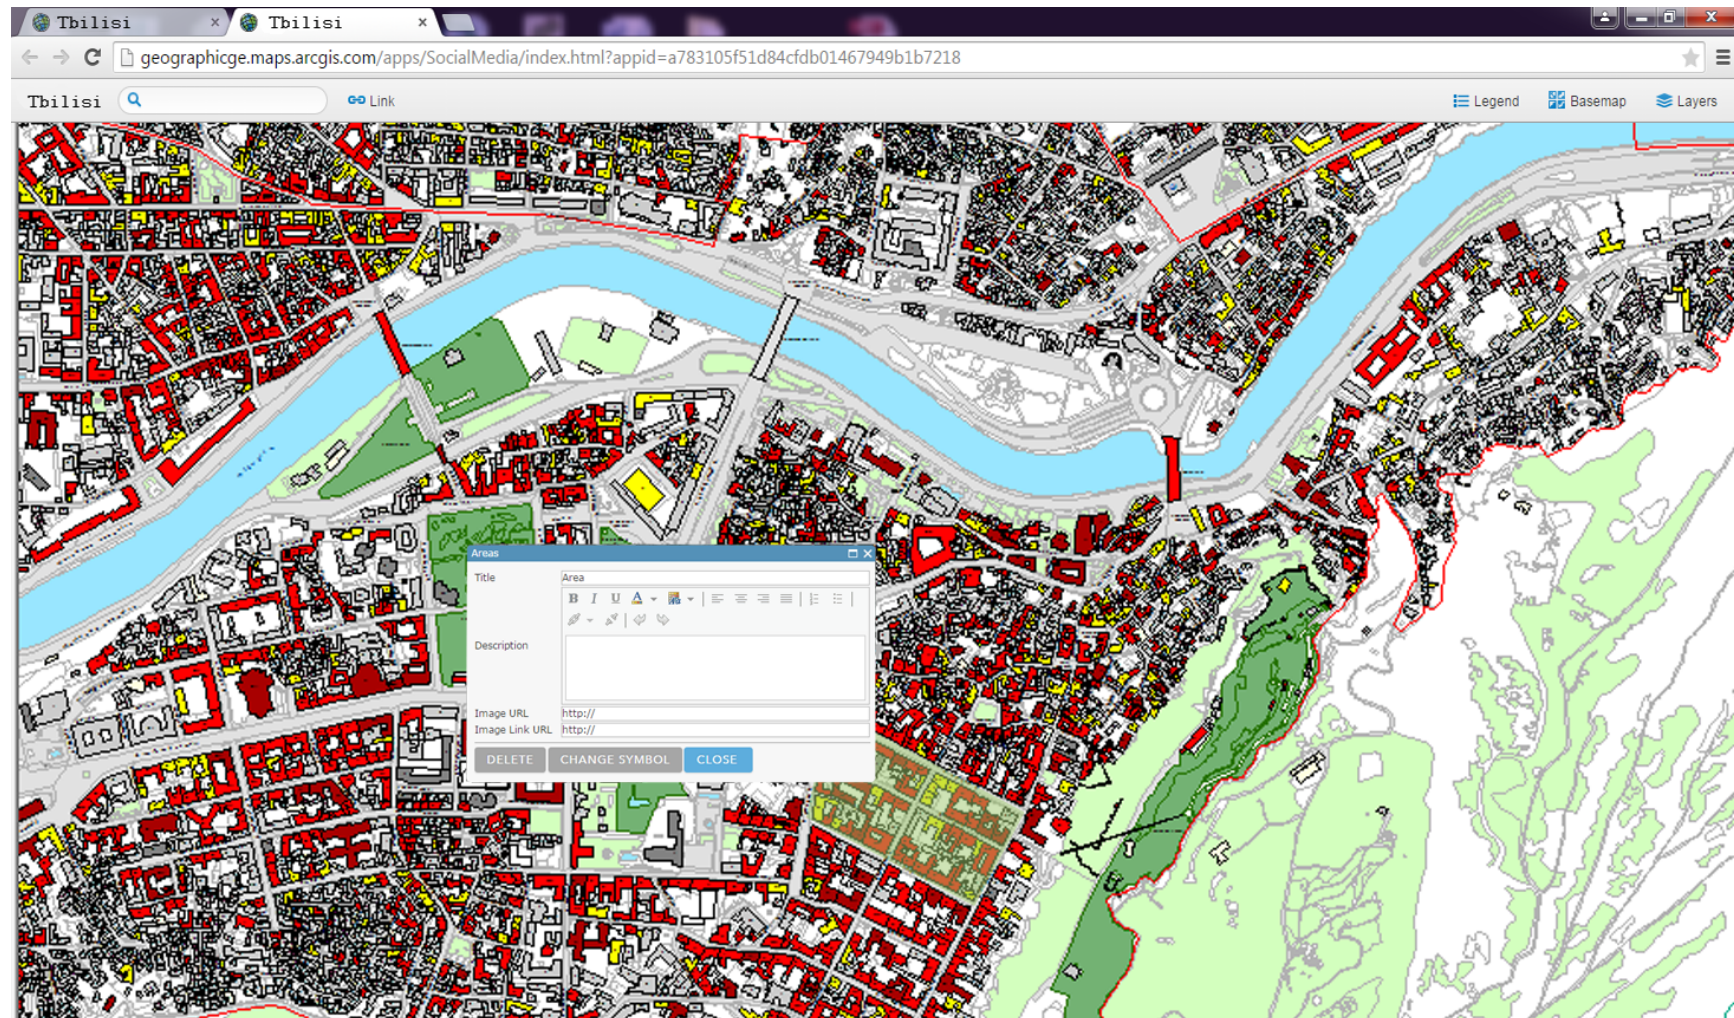 Tbilisi × Tbilisi ×
geographicge.maps.arcgis.com/apps/SocialMedia/index.html?appid=a783105f51d84cfdb01467949b1b7218
Tbilisi Link Legend Basemap Layers
Areas
Title Area
B I U A
Description
Image URL http://
Image Link URL http://
DELETE CHANGE SYMBOL CLOSE